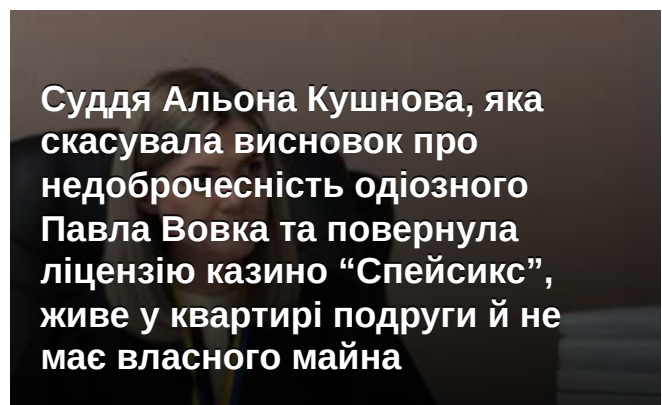 Суддя Альона Кушнова, яка
скасувала висновок про
недоброчесність одіозного
Павла Вовка та повернула
ліцензію казино “Спейсикс”,
живе у квартирі подруги й не
має власного майна